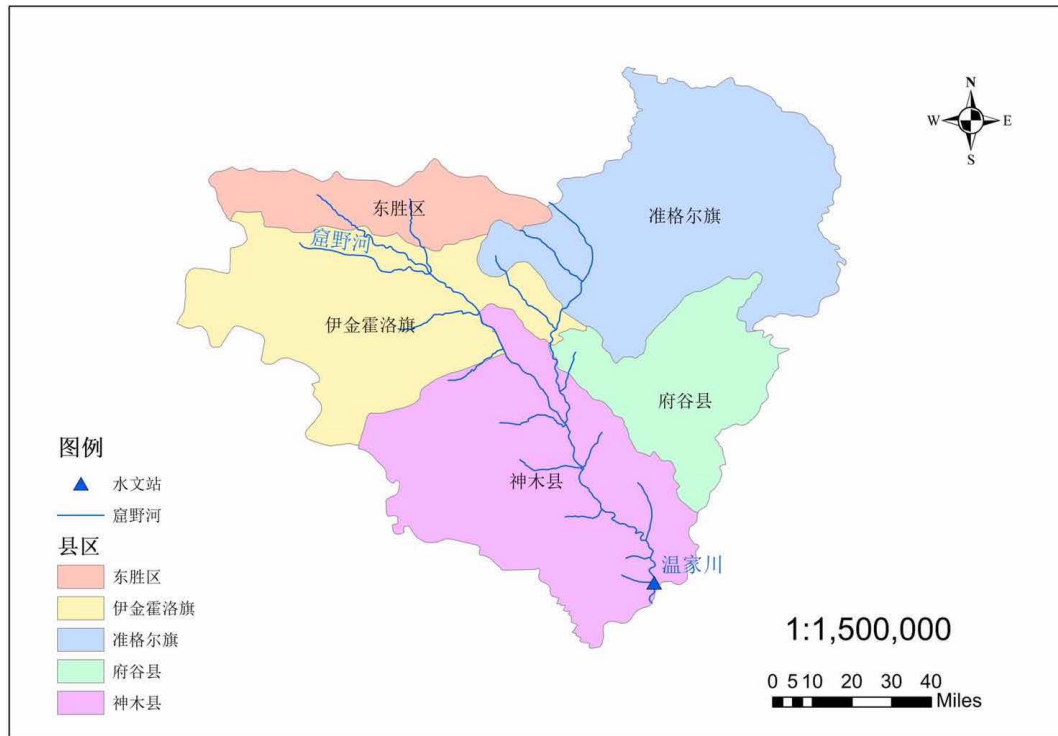 N
W E
S
东胜区
准格尔旗
窟野河
伊金霍洛旗
府谷县
神木县
温家川
图例
水文站
窟野河
县区
东胜区
伊金霍洛旗
准格尔旗
府谷县
神木县
1:1,500,000
0 5 10 20 30 40
Miles